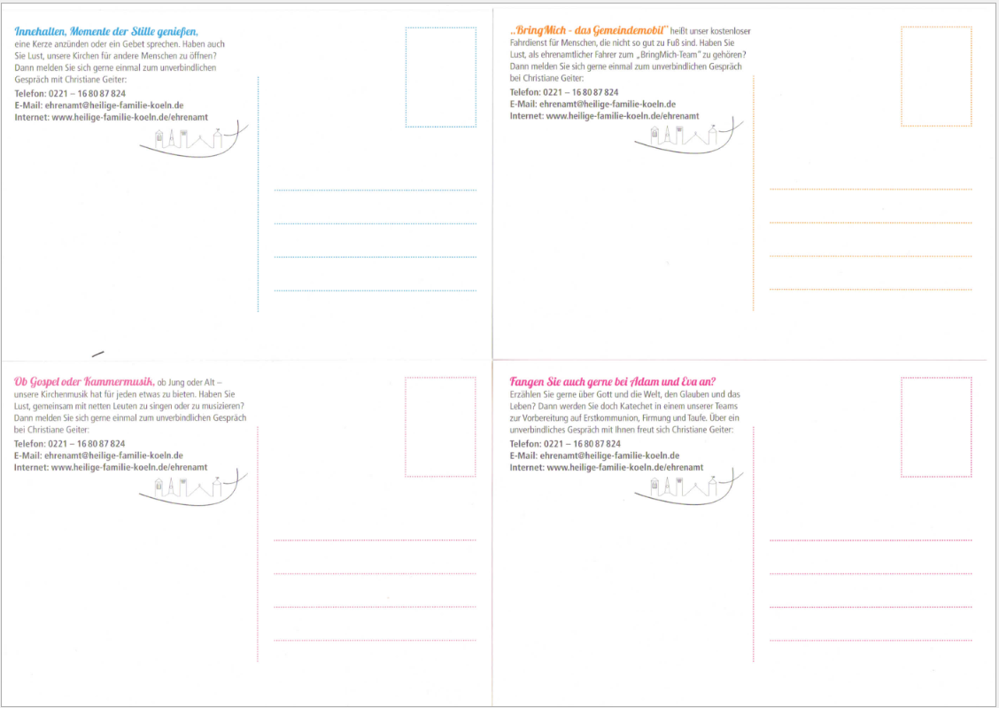 Innehalten, Momente der Stille genießen,
eine Kerze anzünden oder ein Gebet sprechen. Haben auch
Sie Lust, unsere Kirchen für andere Menschen zu öffnen?
Dann melden Sie sich gerne einmal zum unverbindlichen
Gespräch mit Christiane Geiter:
Telefon: 0221 – 16 80 87 824
E-Mail: ehrenamt@heilige-familie-koeln.de
Internet: www.heilige-familie-koeln.de/ehrenamt
„BringMich – das Gemeindemobil“ heißt unser kostenloser
Fahrdienst für Menschen, die nicht so gut zu Fuß sind. Haben Sie
Lust, als ehrenamtlicher Fahrer zum „BringMich-Team“ zu gehören?
Dann melden Sie sich gerne einmal zum unverbindlichen Gespräch
bei Christiane Geiter:
Telefon: 0221 – 16 80 87 824
E-Mail: ehrenamt@heilige-familie-koeln.de
Internet: www.heilige-familie-koeln.de/ehrenamt
Ob Gospel oder Kammermusik, ob Jung oder Alt –
unsere Kirchenmusik hat für jeden etwas zu bieten. Haben Sie
Lust, gemeinsam mit netten Leuten zu singen oder zu musizieren?
Dann melden Sie sich gerne einmal zum unverbindlichen Gespräch
bei Christiane Geiter:
Telefon: 0221 – 16 80 87 824
E-Mail: ehrenamt@heilige-familie-koeln.de
Internet: www.heilige-familie-koeln.de/ehrenamt
Fangen Sie auch gerne bei Adam und Eva an?
Erzählen Sie gerne über Gott und die Welt, den Glauben und das
Leben? Dann werden Sie doch Katechet in einem unserer Teams
zur Vorbereitung auf Erstkommunion, Firmung und Taufe. Über ein
unverbindliches Gespräch mit Ihnen freut sich Christiane Geiter:
Telefon: 0221 – 16 80 87 824
E-Mail: ehrenamt@heilige-familie-koeln.de
Internet: www.heilige-familie-koeln.de/ehrenamt